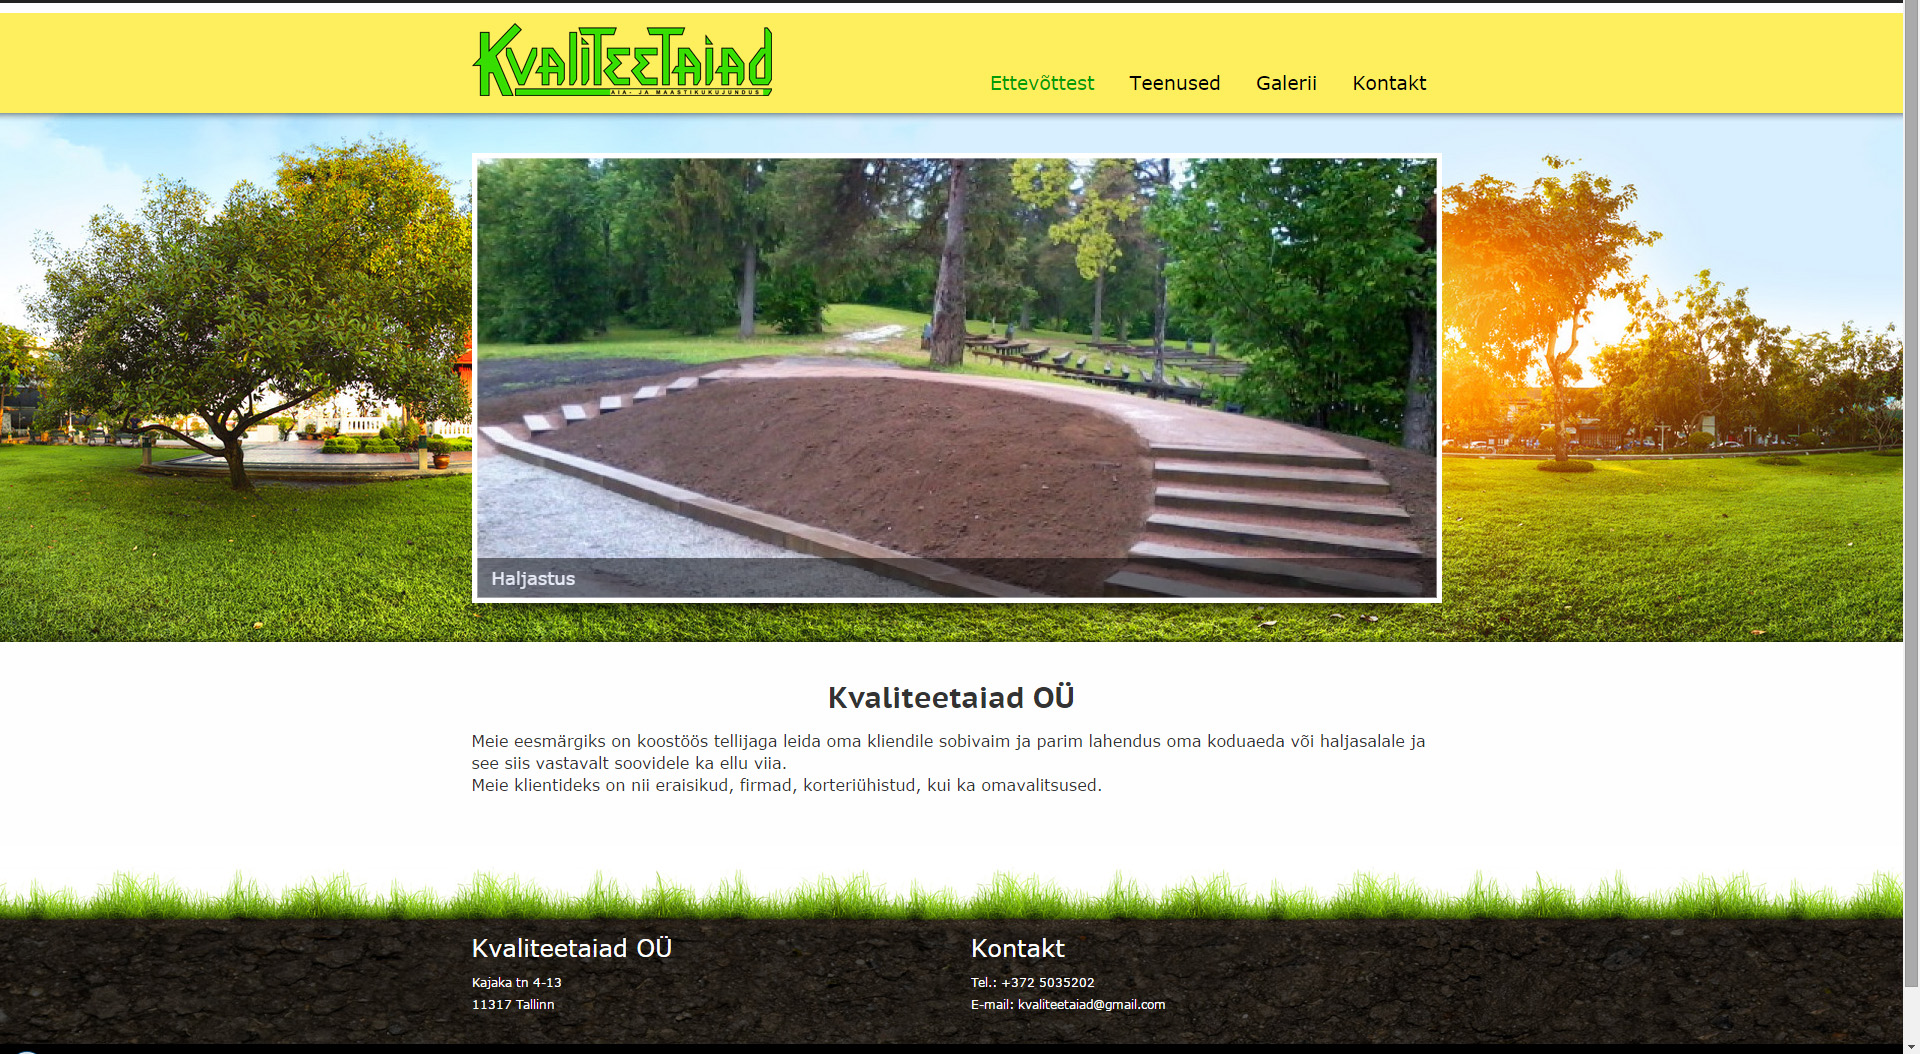 KvaliTeeTaiad
AIA- JA MAASTIKUKUJUNDUS
Ettevõttest Teenused Galerii Kontakt
Haljastus
Kvaliteetaiad OÜ
Meie eesmärgiks on koostöös tellijaga leida oma kliendile sobivaim ja parim lahendus oma koduaeda või haljasalale ja
see siis vastavalt soovidele ka ellu viia.
Meie klientideks on nii eraisikud, firmad, korteriühistud, kui ka omavalitsused.
Kvaliteetaiad OÜ
Kajaka tn 4-13
11317 Tallinn
Kontakt
Tel.: +372 5035202
E-mail: kvaliteetaiad@gmail.com